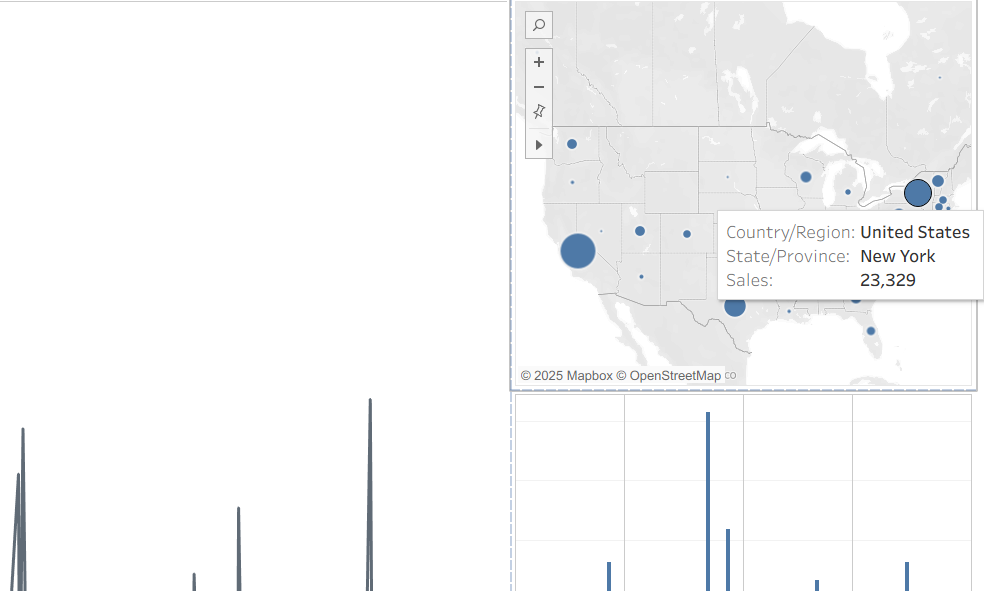 Country/Region: United States
State/Province: New York
Sales: 23,329
© 2025 Mapbox © OpenStreetMap